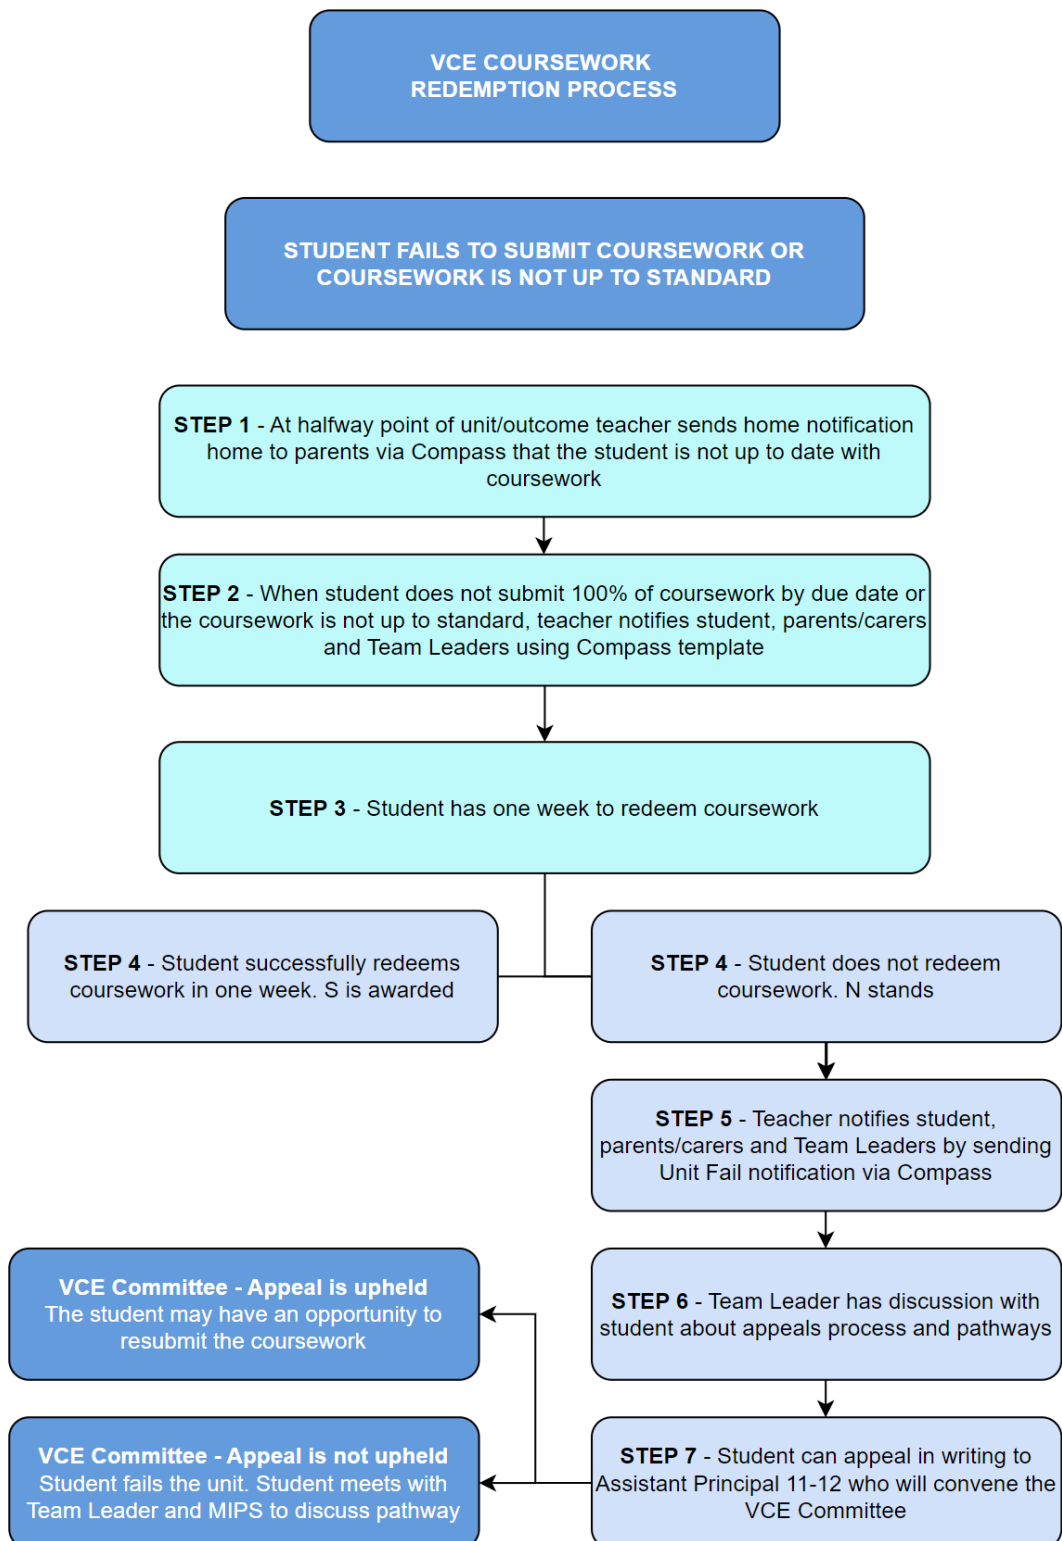 VCE COURSEWORK
REDEMPTION PROCESS
STUDENT FAILS TO SUBMIT COURSEWORK OR
COURSEWORK IS NOT UP TO STANDARD
STEP 1 - At halfway point of unit/outcome teacher sends home notification
home to parents via Compass that the student is not up to date with
coursework
STEP 2 - When student does not submit 100% of coursework by due date or
the coursework is not up to standard, teacher notifies student, parents/carers
and Team Leaders using Compass template
STEP 3 - Student has one week to redeem coursework
STEP 4 - Student successfully redeems
coursework in one week. S is awarded
STEP 4 - Student does not redeem
coursework. N stands
STEP 5 - Teacher notifies student,
parents/carers and Team Leaders by sending
Unit Fail notification via Compass
STEP 6 - Team Leader has discussion with
student about appeals process and pathways
STEP 7 - Student can appeal in writing to
Assistant Principal 11-12 who will convene the
VCE Committee
VCE Committee - Appeal is upheld
The student may have an opportunity to
resubmit the coursework
VCE Committee - Appeal is not upheld
Student fails the unit. Student meets with
Team Leader and MIPS to discuss pathway